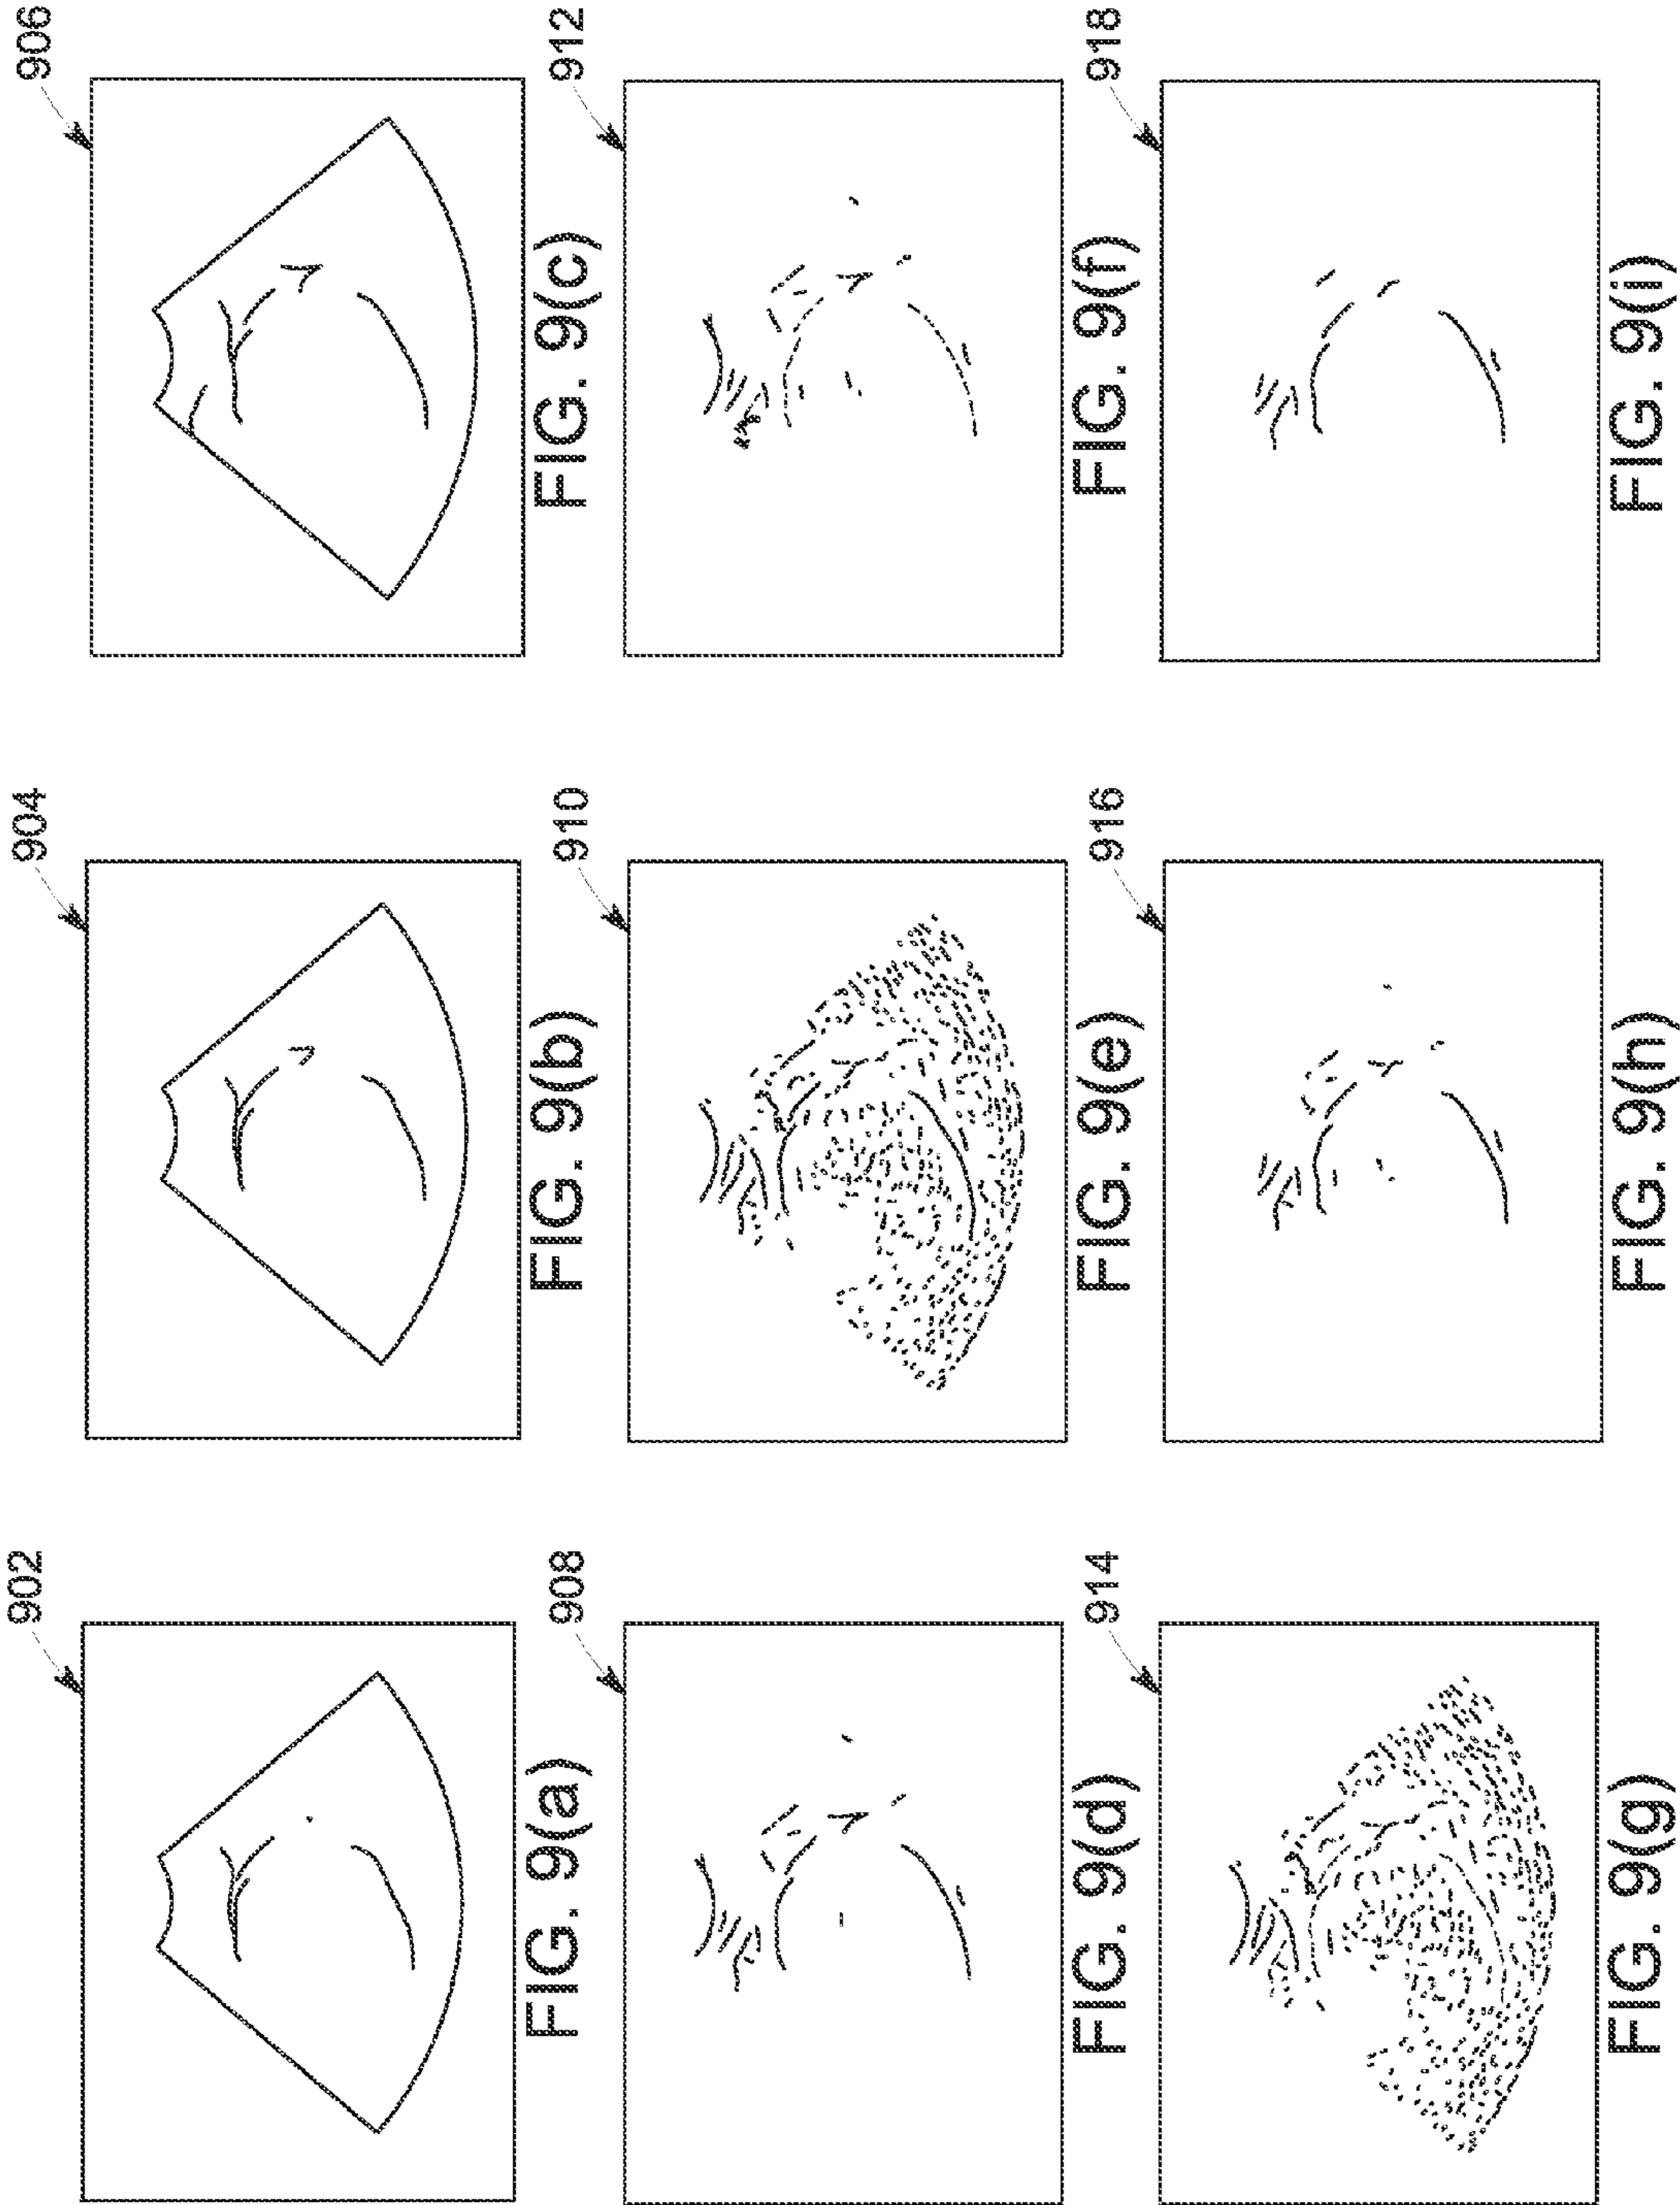 902
904
906
FIG. 9(a)
FIG. 9(b)
FIG. 9(c)
908
910
912
FIG. 9(d)
FIG. 9(e)
FIG. 9(f)
914
916
918
FIG. 9(g)
FIG. 9(h)
FIG. 9(i)